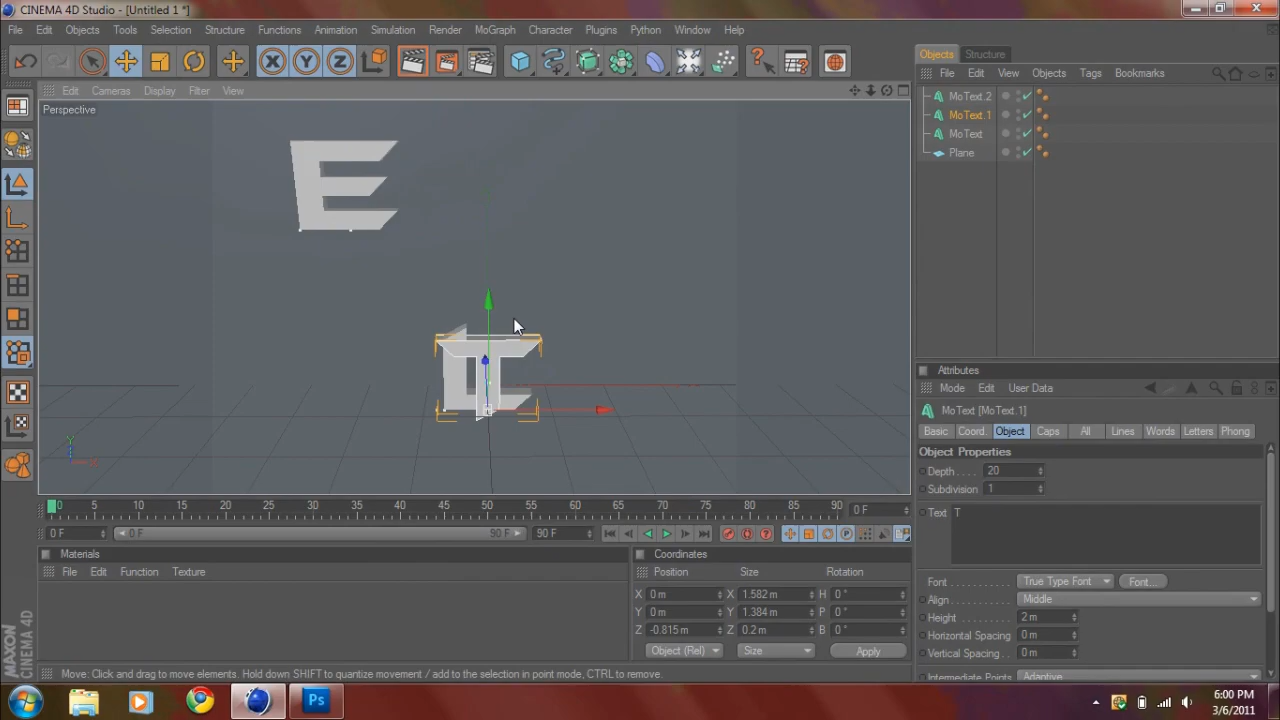 CINEMA 4D Studio - [Untitled 1 *]
File Edit Objects Tools Selection Structure Functions Animation Simulation Render MoGraph Character Plugins Python Window Help
X Y Z
Objects Structure
File Edit View Objects Tags Bookmarks
Edit Cameras Display Filter View
Perspective
MoText.2
MoText.1
MoText
Plane
E
T
Attributes
Mode Edit User Data
MoText [MoText.1]
Basic Coord. Object Caps All Lines Words Letters Phong
Object Properties
Depth . . . . 20
Subdivision 1
Text T
Font . . . . . . . . . True Type Font Font...
Align . . . . . . . . . Middle
Height . . . . . . . . 2 m
Horizontal Spacing 0 m
Vertical Spacing . . 0 m
Intermediate Points Adaptive
0 5 10 15 20 25 30 35 40 45 50 55 60 65 70 75 80 85 90 0 F
0 F 0 F 90 F 90 F
Materials
File Edit Function Texture
Coordinates
Position Size Rotation
X 0 m X 1.582 m H 0 °
Y 0 m Y 1.384 m P 0 °
Z -0.815 m Z 0.2 m B 0 °
Object (Rel) Size Apply
MAXON CINEMA 4D
Move: Click and drag to move elements. Hold down SHIFT to quantize movement / add to the selection in point mode, CTRL to remove.
Ps
6:00 PM
3/6/2011